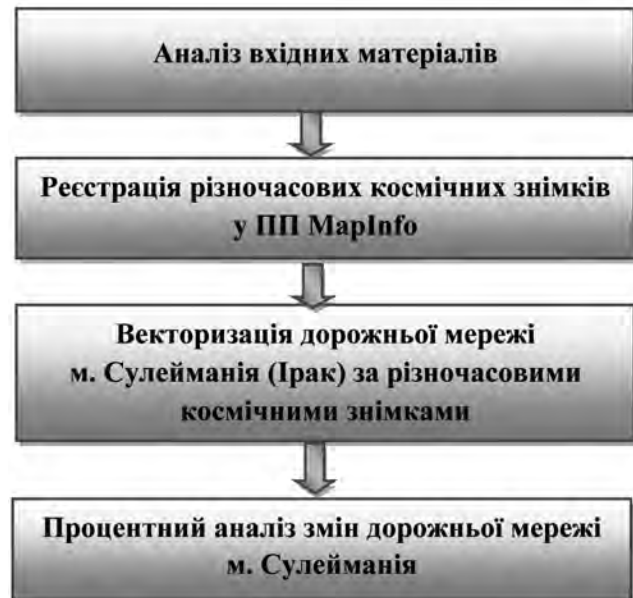 Аналіз вхідних матеріалів
Реєстрація різночасових космічних знімків
у ПП MapInfo
Векторизація дорожньої мережі
м. Сулейманія (Ірак) за різночасовими
космічними знімками
Процентний аналіз змін дорожньої мережі
м. Сулейманія